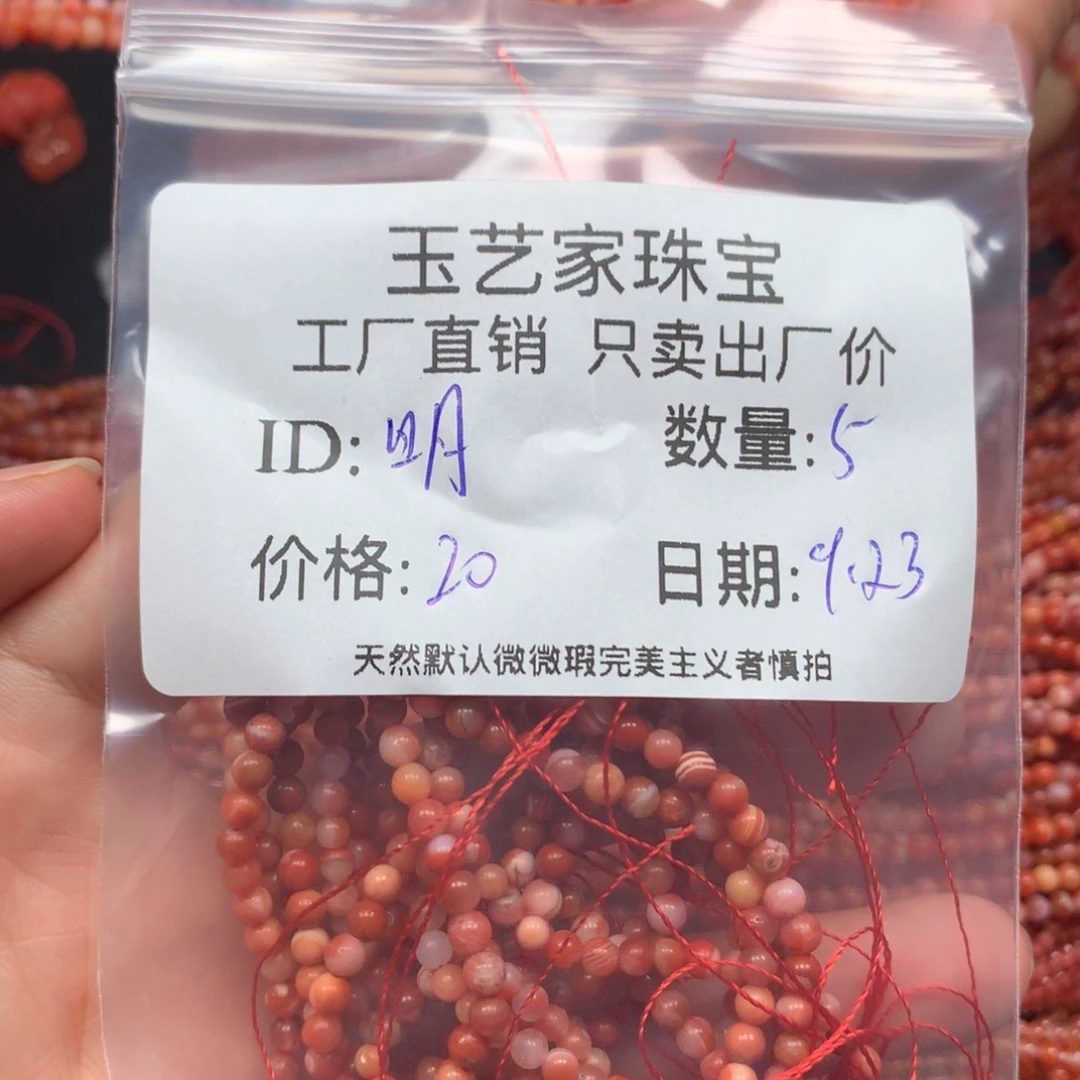 玉艺家珠宝
工厂直销 只卖出厂价
ID: 明 数量: 5
价格: 20 日期: 9.23
天然默认微微瑕完美主义者慎拍